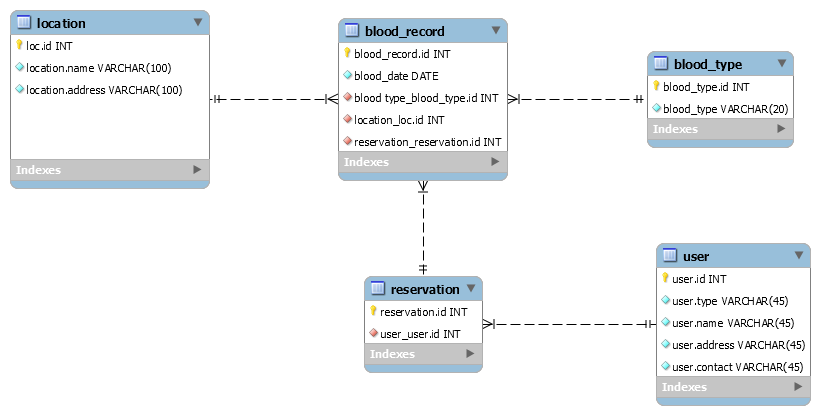 location
loc.id INT
location.name VARCHAR(100)
location.address VARCHAR(100)
Indexes
blood_record
blood_record.id INT
blood_date DATE
blood type_blood_type.id INT
location_loc.id INT
reservation_reservation.id INT
Indexes
blood_type
blood_type.id INT
blood_type VARCHAR(20)
Indexes
reservation
reservation.id INT
user_user.id INT
Indexes
user
user.id INT
user.type VARCHAR(45)
user.name VARCHAR(45)
user.address VARCHAR(45)
user.contact VARCHAR(45)
Indexes